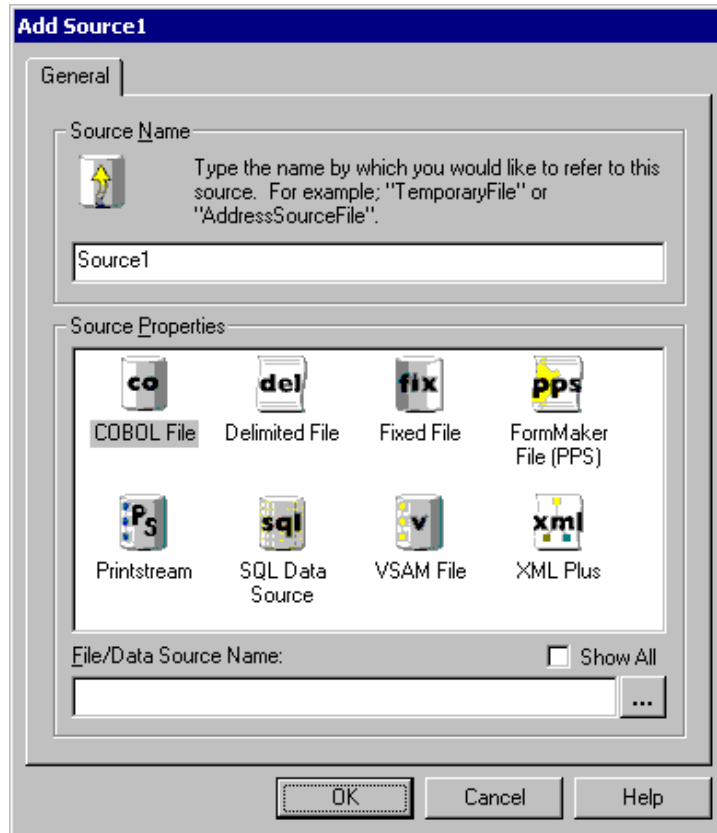 Add Source1
General
Source Name
Type the name by which you would like to refer to this
source. For example; "TemporaryFile" or
"AddressSourceFile".
Source1
Source Properties
co
del
fix
pps
COBOL File
Delimited File
Fixed File
FormMaker
File (PPS)
Ps
sql
v
xml
Printstream
SQL Data
Source
VSAM File
XML Plus
File/Data Source Name:
Show All
...
OK
Cancel
Help